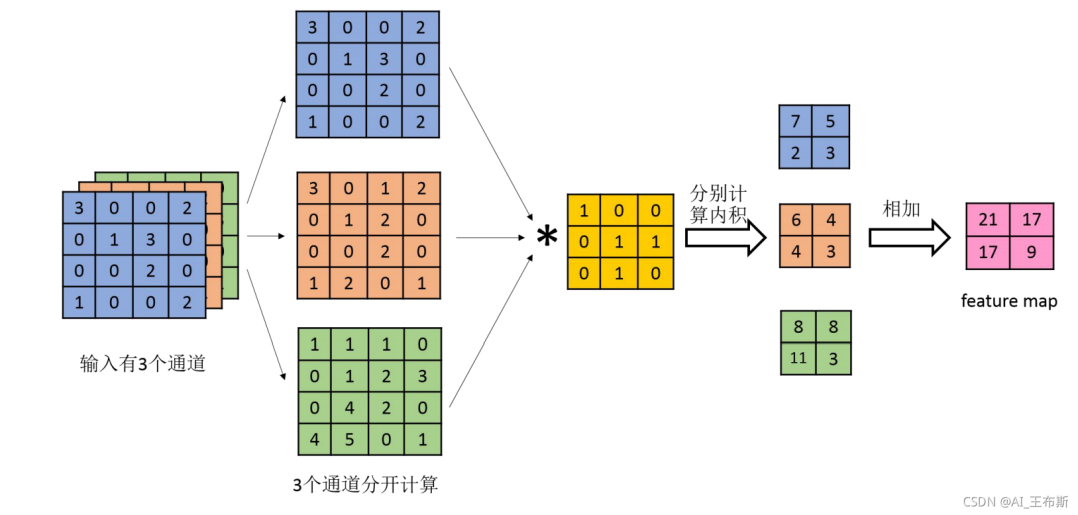 3 0 0 2
0 1 3 0
0 0 2 0
1 0 0 2
输入有3个通道
3 0 0 2
0 1 3 0
0 0 2 0
1 0 0 2
3 0 1 2
0 1 2 0
0 0 2 0
1 2 0 1
1 1 1 0
0 1 2 3
0 4 2 0
4 5 0 1
3个通道分开计算
*
1 0 0
0 1 1
0 1 0
分别计
算内积
7 5
2 3
6 4
4 3
8 8
11 3
相加
21 17
17 9
feature map
CSDN @AI_王布斯